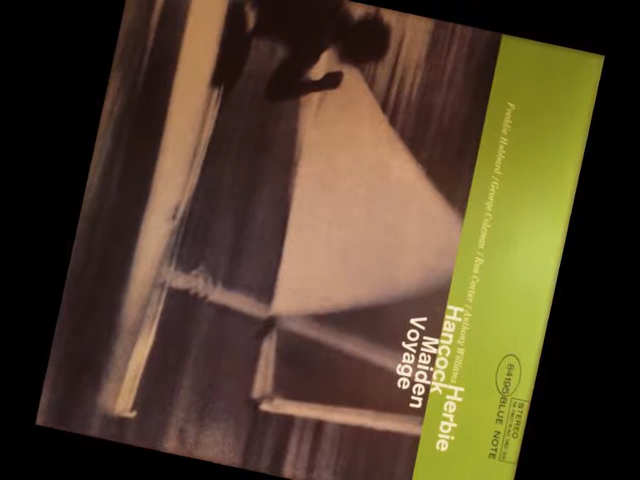 Freddie Hubbard / George Coleman / Ron Carter / Anthony Williams
Herbie
Hancock
Maiden
Voyage
STEREO
84195 BLUE NOTE